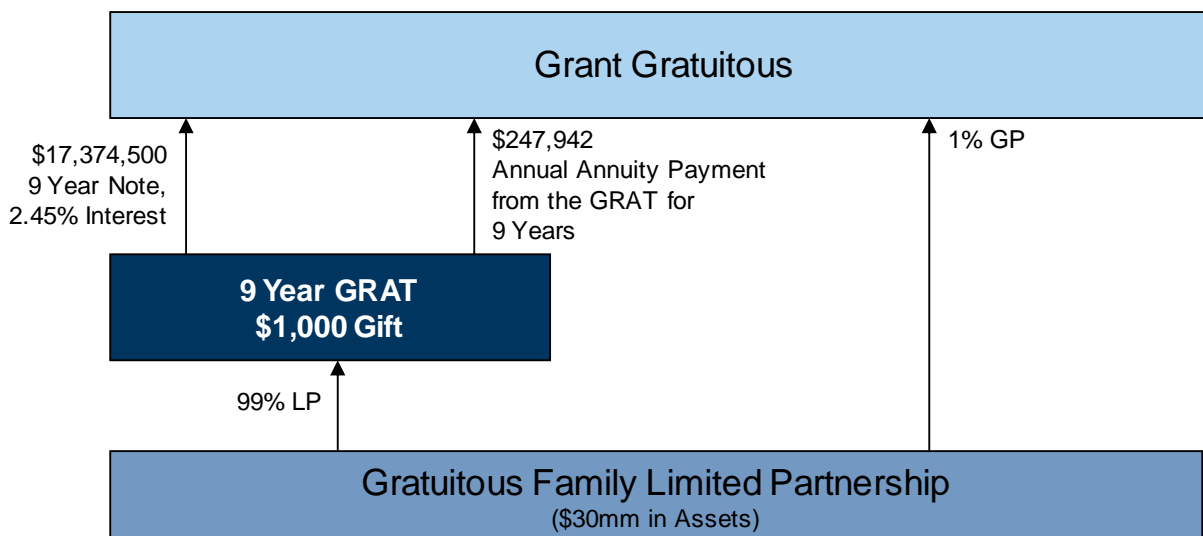 Grant Gratuitous
$17,374,500
9 Year Note,
2.45% Interest
$247,942
Annual Annuity Payment
from the GRAT for
9 Years
1% GP
9 Year GRAT
$1,000 Gift
99% LP
Gratuitous Family Limited Partnership
($30mm in Assets)